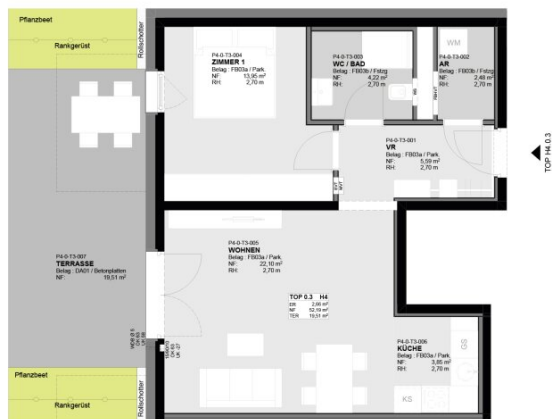 Pflanzbeet
Rankgerüst
Rollschotter
P4-0-T3-004
ZIMMER 1
Belag : FB03a / Park.
NF: 13,95 m²
RH: 2,70 m
P4-0-T3-003
WC / BAD
Belag : FB03b / Fstzg
NF: 4,22 m²
RH: 2,70 m
WM
P4-0-T3-002
AR
Belag : FB03b / Fstzg
NF: 2,48 m²
RH: 2,70 m
P4-0-T3-001
VR
Belag : FB03a / Park.
NF: 5,59 m²
RH: 2,70 m
TOP H4 0.3
P4-0-T3-007
TERRASSE
Belag : DA01 / Betonplatten
NF: 19,51 m²
P4-0-T3-005
WOHNEN
Belag : FB03a / Park.
NF: 22,10 m²
RH: 2,70 m
TOP 0.3 H4
NF 52,19 m²
TER 19,51 m²
P4-0-T3-006
KÜCHE
Belag : FB03a / Park.
NF: 3,85 m²
RH: 2,70 m
GS
KS
Pflanzbeet
Rankgerüst
Rollschotter